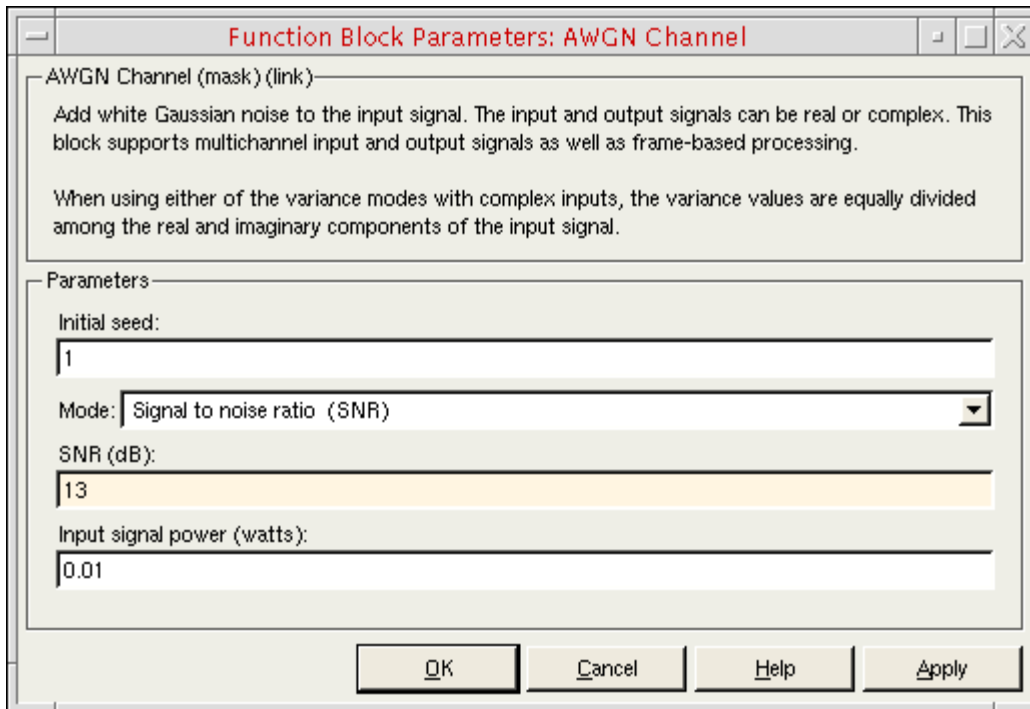 Function Block Parameters: AWGN Channel
AWGN Channel (mask) (link)
Add white Gaussian noise to the input signal. The input and output signals can be real or complex. This
block supports multichannel input and output signals as well as frame-based processing.
When using either of the variance modes with complex inputs, the variance values are equally divided
among the real and imaginary components of the input signal.
Parameters
Initial seed:
1
Mode: Signal to noise ratio (SNR)
SNR (dB):
13
Input signal power (watts):
0.01
OK Cancel Help Apply